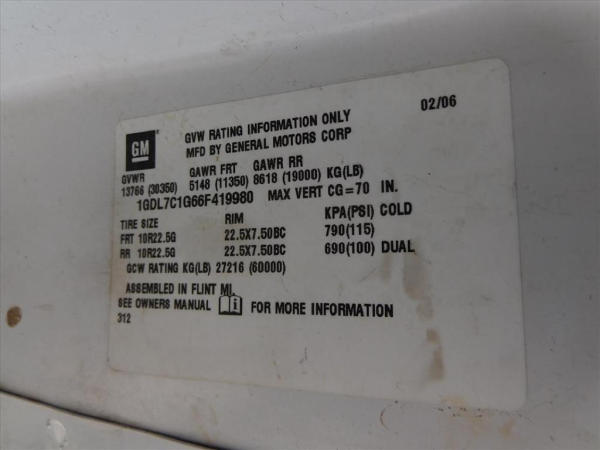 02/06
GM
GVW RATING INFORMATION ONLY
MFD BY GENERAL MOTORS CORP
GVWR GAWR FRT GAWR RR
13766 (30350) 5148 (11350) 8618 (19000) KG(LB)
1GDL7C1G66F419980 MAX VERT CG=70 IN.
TIRE SIZE RIM KPA(PSI) COLD
FRT 10R22.5G 22.5X7.50BC 790(115)
RR 10R22.5G 22.5X7.50BC 690(100) DUAL
GCW RATING KG(LB) 27216 (60000)
ASSEMBLED IN FLINT MI.
SEE OWNERS MANUAL FOR MORE INFORMATION
312